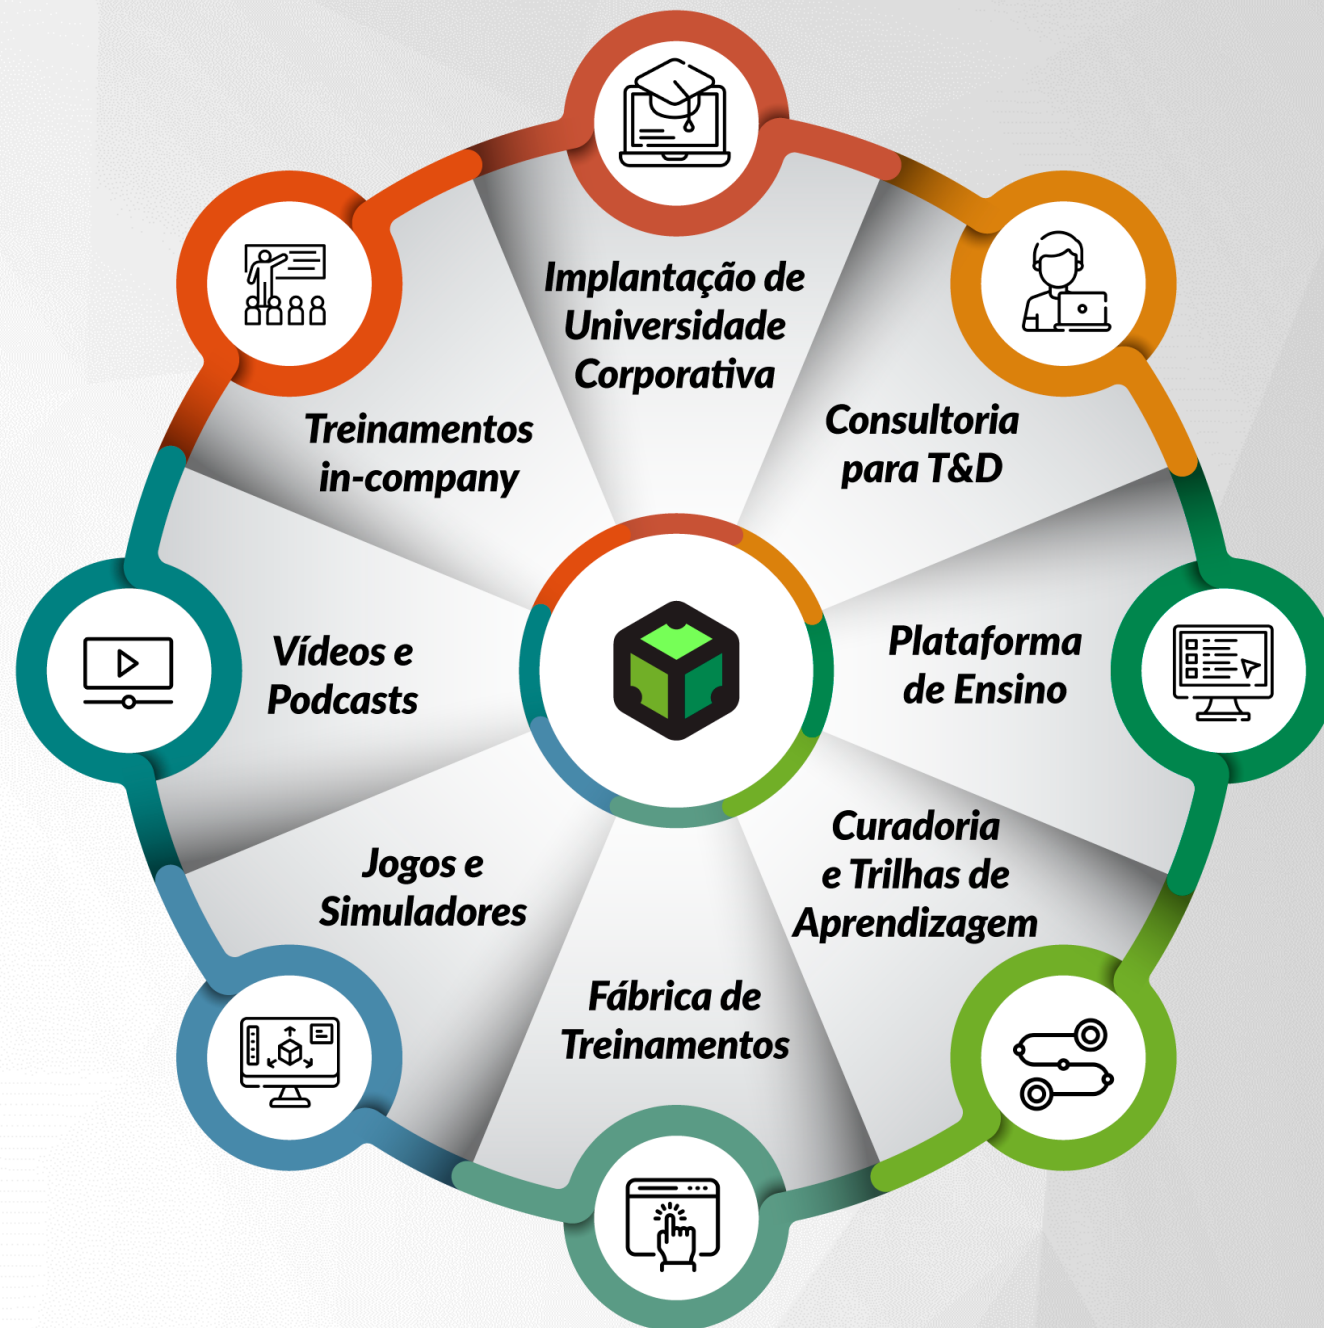 Implantação de
Universidade
Corporativa
Consultoria
para T&D
Plataforma
de Ensino
Curadoria
e Trilhas de
Aprendizagem
Fábrica de
Treinamentos
Jogos e
Simuladores
Vídeos e
Podcasts
Treinamentos
in-company